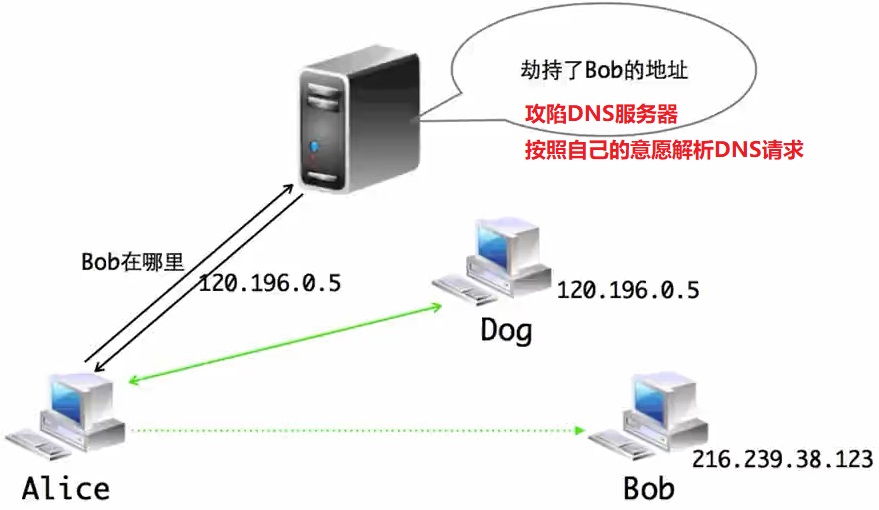 劫持了Bob的地址
攻陷DNS服务器
按照自己的意愿解析DNS请求
Bob在哪里
120.196.0.5
120.196.0.5
Dog
216.239.38.123
Alice
Bob